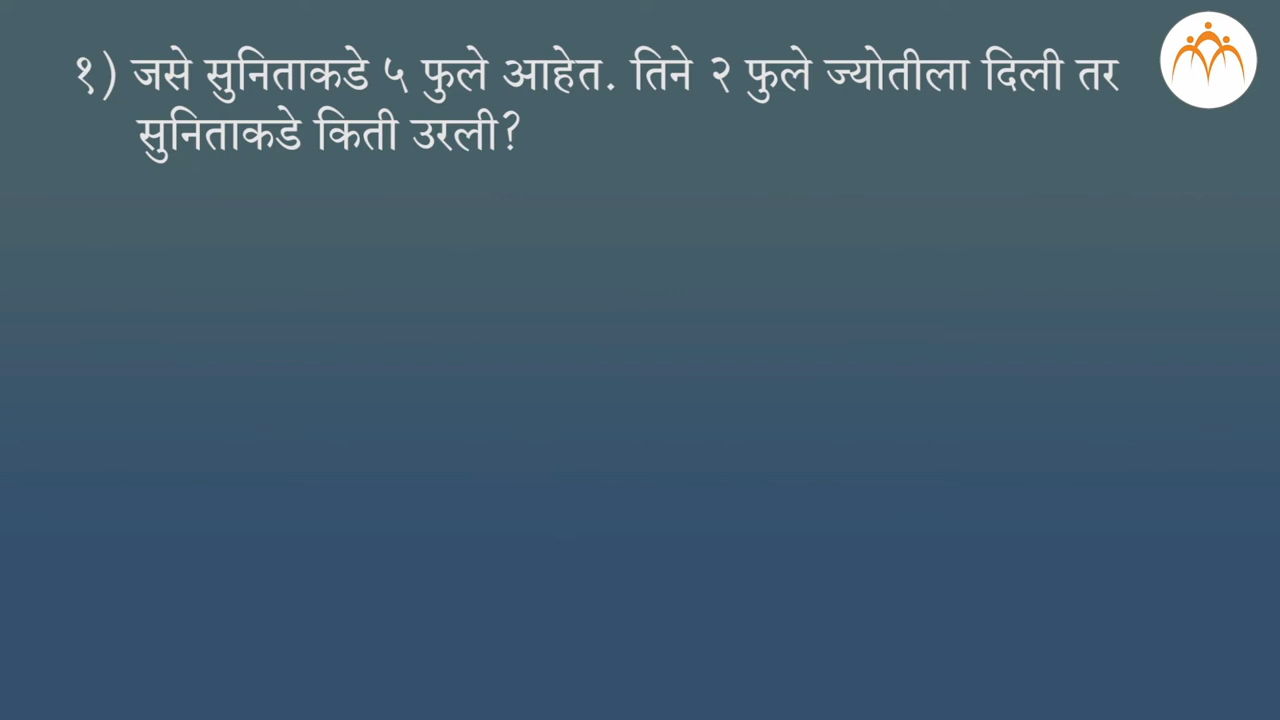 १) जसे सुनिताकडे ५ फुले आहेत. तिने २ फुले ज्योतीला दिली तर
सुनिताकडे किती उरली?